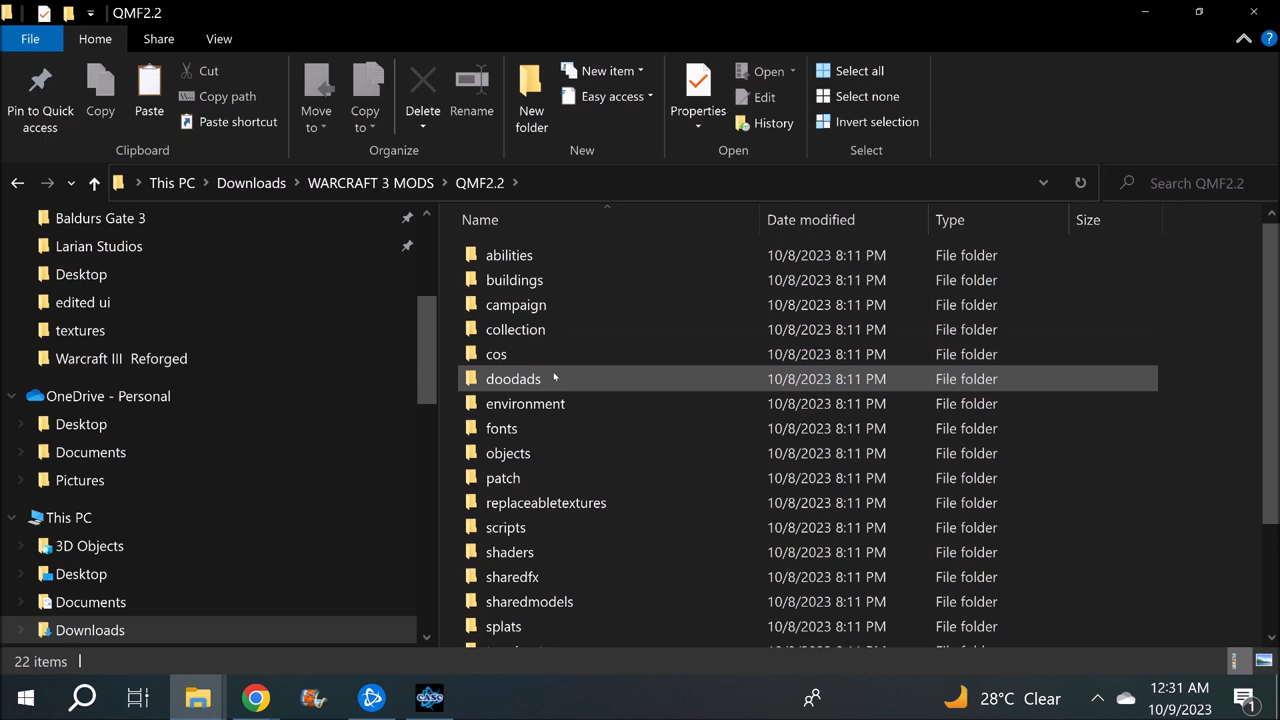 QMF2.2
File Home Share View
Pin to Quick access
Copy
Paste
Cut
Copy path
Paste shortcut
Clipboard
Move to
Copy to
Delete
Rename
Organize
New folder
New item
Easy access
New
Properties
Open
Edit
History
Open
Select all
Select none
Invert selection
Select
This PC > Downloads > WARCRAFT 3 MODS > QMF2.2 >
Search QMF2.2
Baldurs Gate 3
Larian Studios
Desktop
edited ui
textures
Warcraft III Reforged
OneDrive - Personal
Desktop
Documents
Pictures
This PC
3D Objects
Desktop
Documents
Downloads
Name Date modified Type Size
abilities 10/8/2023 8:11 PM File folder
buildings 10/8/2023 8:11 PM File folder
campaign 10/8/2023 8:11 PM File folder
collection 10/8/2023 8:11 PM File folder
cos 10/8/2023 8:11 PM File folder
doodads 10/8/2023 8:11 PM File folder
environment 10/8/2023 8:11 PM File folder
fonts 10/8/2023 8:11 PM File folder
objects 10/8/2023 8:11 PM File folder
patch 10/8/2023 8:11 PM File folder
replaceabletextures 10/8/2023 8:11 PM File folder
scripts 10/8/2023 8:11 PM File folder
shaders 10/8/2023 8:11 PM File folder
sharedfx 10/8/2023 8:11 PM File folder
sharedmodels 10/8/2023 8:11 PM File folder
splats 10/8/2023 8:11 PM File folder
22 items
CASC
28°C Clear
12:31 AM
10/9/2023
1